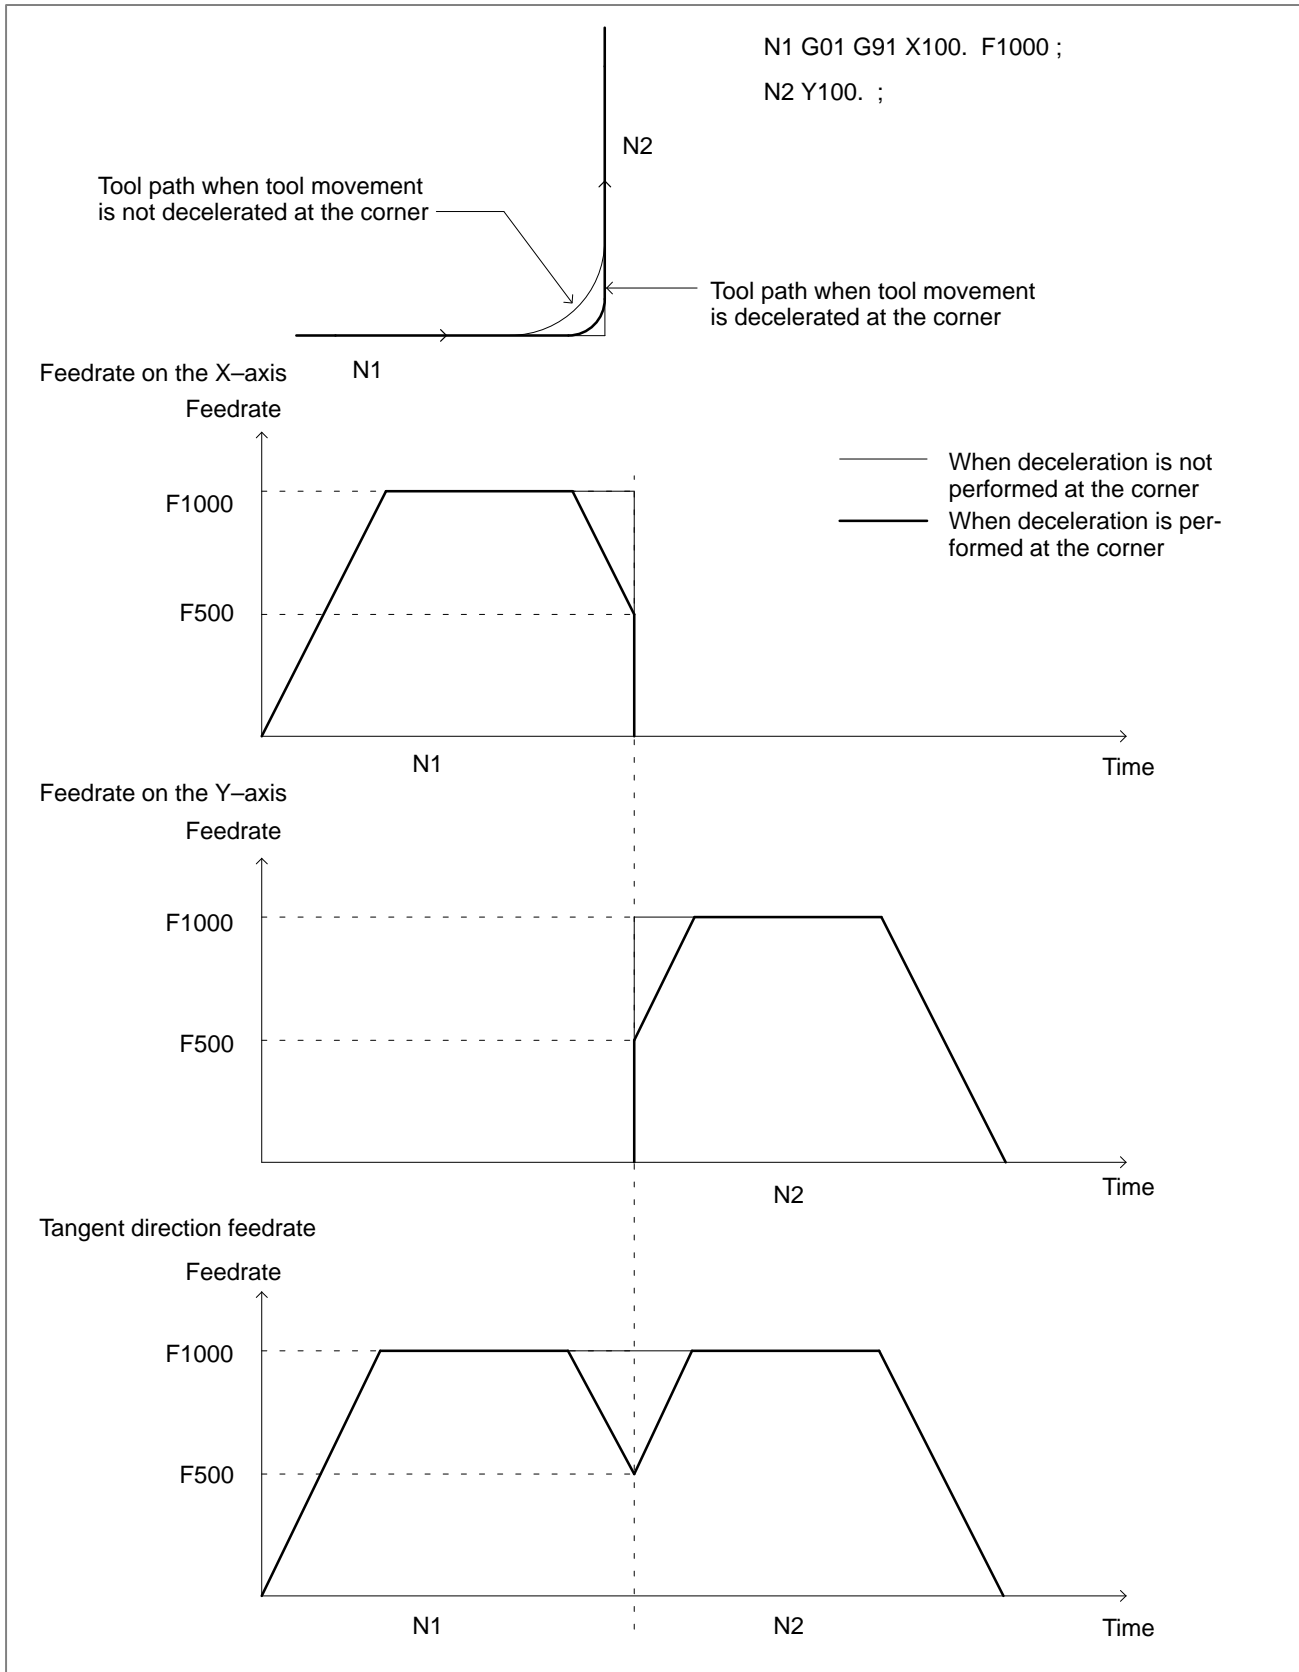 N1 G01 G91 X100.  F1000 ;
N2 Y100.  ;
N2
Tool path when tool movement
is not decelerated at the corner
Tool path when tool movement
is decelerated at the corner
N1
Feedrate on the X–axis
Feedrate
When deceleration is not
performed at the corner
When deceleration is per-
formed at the corner
F1000
F500
N1
Time
Feedrate on the Y–axis
Feedrate
F1000
F500
N2
Time
Tangent direction feedrate
Feedrate
F1000
F500
N1
N2
Time